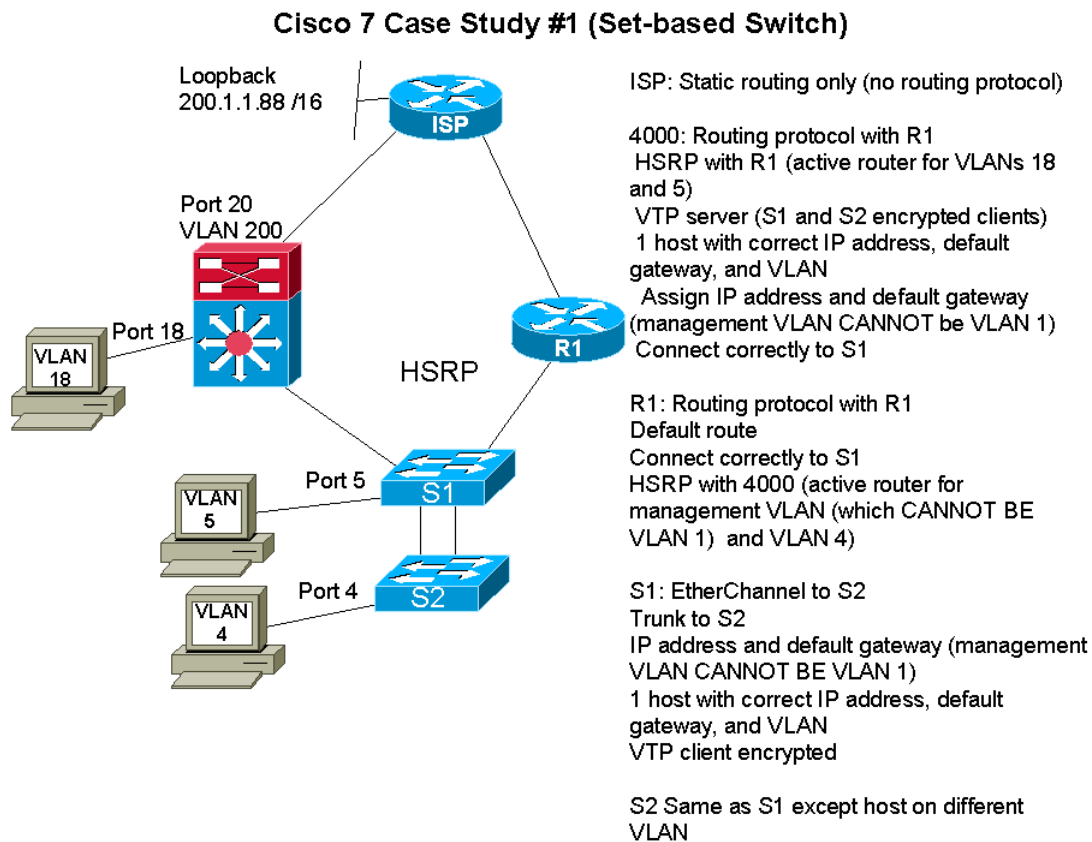 Cisco 7 Case Study #1 (Set-based Switch)
Loopback
200.1.1.88 /16
ISP
Port 20
VLAN 200
Port 18
VLAN
18
R1
HSRP
Port 5
VLAN
5
S1
Port 4
VLAN
4
S2
ISP: Static routing only (no routing protocol)
4000: Routing protocol with R1
HSRP with R1 (active router for VLANs 18
and 5)
VTP server (S1 and S2 encrypted clients)
1 host with correct IP address, default
gateway, and VLAN
Assign IP address and default gateway
(management VLAN CANNOT be VLAN 1)
Connect correctly to S1
R1: Routing protocol with R1
Default route
Connect correctly to S1
HSRP with 4000 (active router for
management VLAN (which CANNOT BE
VLAN 1) and VLAN 4)
S1: EtherChannel to S2
Trunk to S2
IP address and default gateway (management
VLAN CANNOT BE VLAN 1)
1 host with correct IP address, default
gateway, and VLAN
VTP client encrypted
S2 Same as S1 except host on different
VLAN